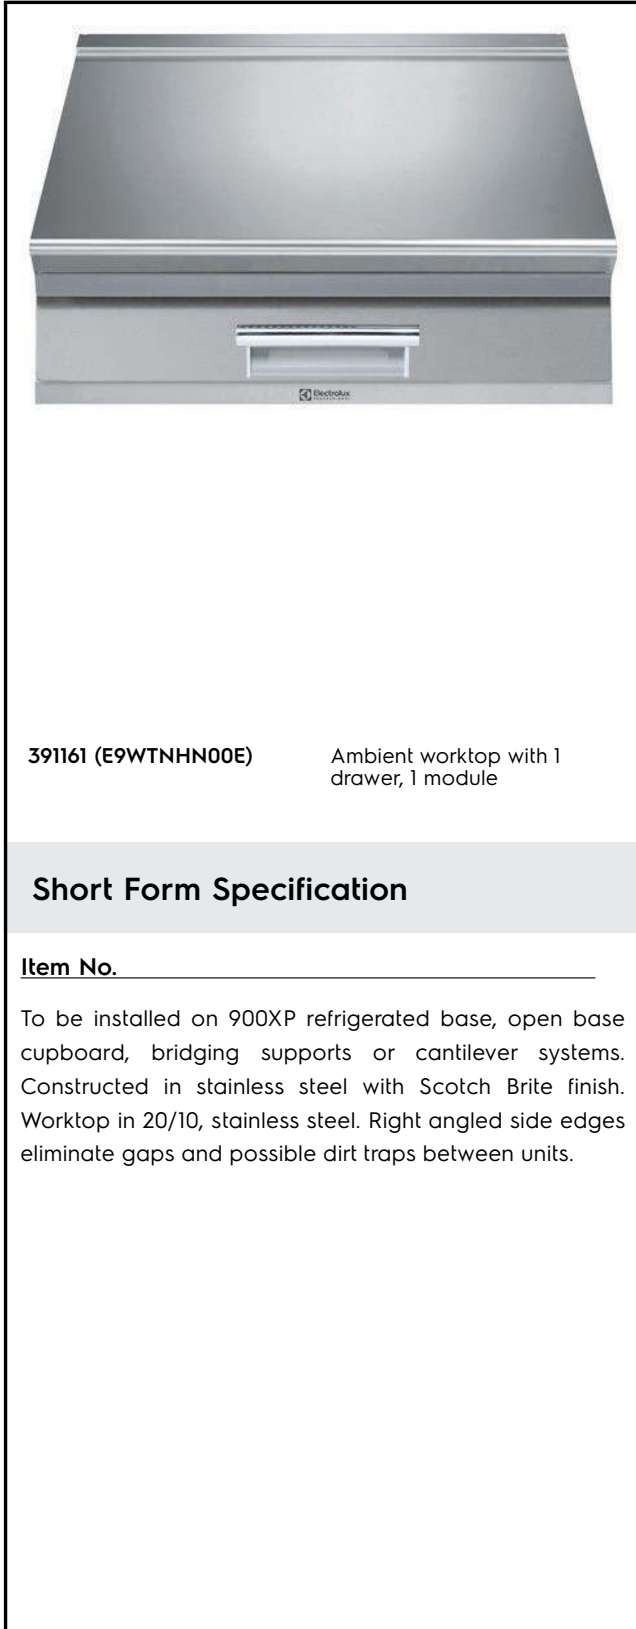 Electrolux
PROFESSIONAL
391161 (E9WTNHN00E)
Ambient worktop with 1
drawer, 1 module
Short Form Specification
Item No.
To be installed on 900XP refrigerated base, open base
cupboard, bridging supports or cantilever systems.
Constructed in stainless steel with Scotch Brite finish.
Worktop in 20/10, stainless steel. Right angled side edges
eliminate gaps and possible dirt traps between units.